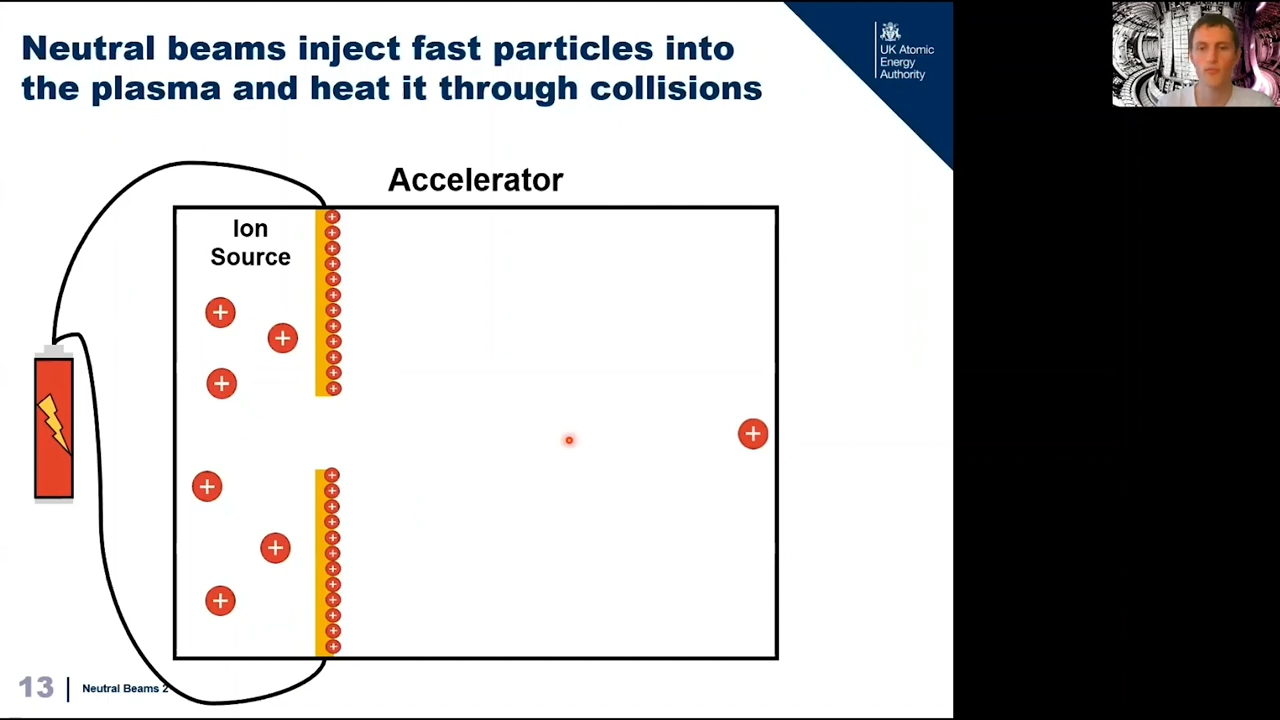 Neutral beams inject fast particles into
the plasma and heat it through collisions
UK Atomic
Energy
Authority
Accelerator
Ion
Source
13
Neutral Beams 2